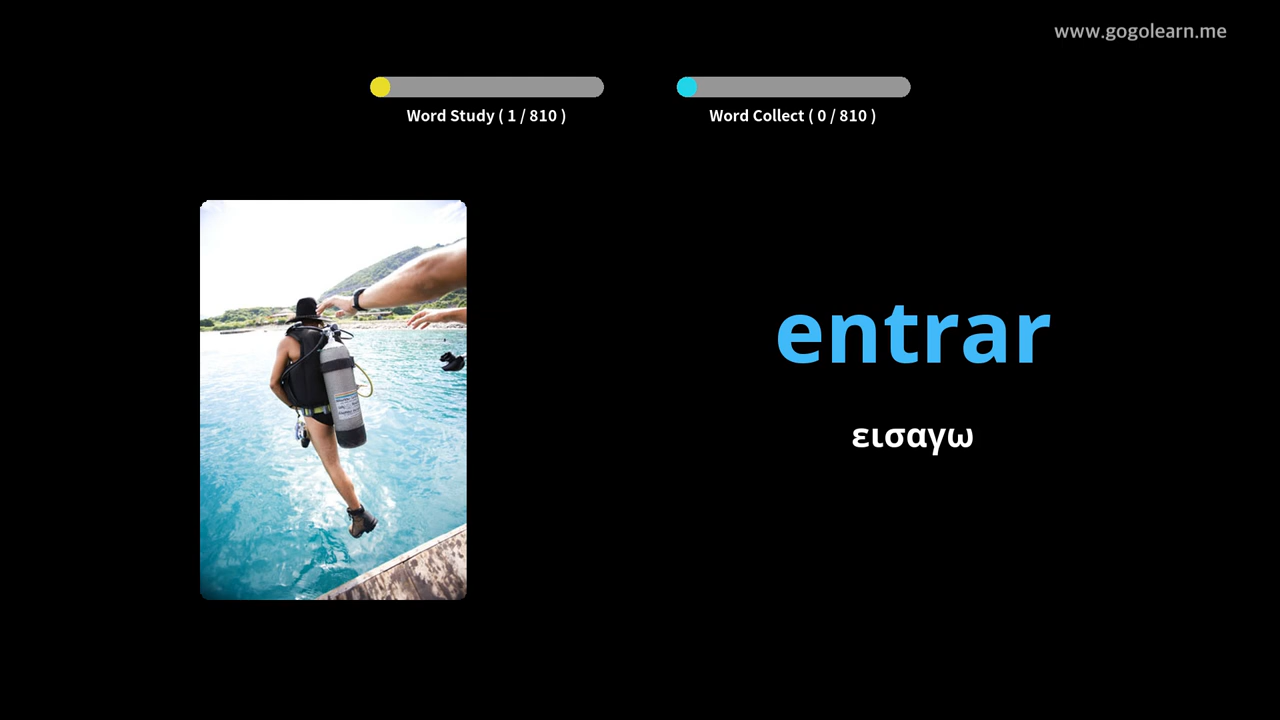 www.gogolearn.me
Word Study ( 1 / 810 )
Word Collect ( 0 / 810 )
entrar
εισαγω